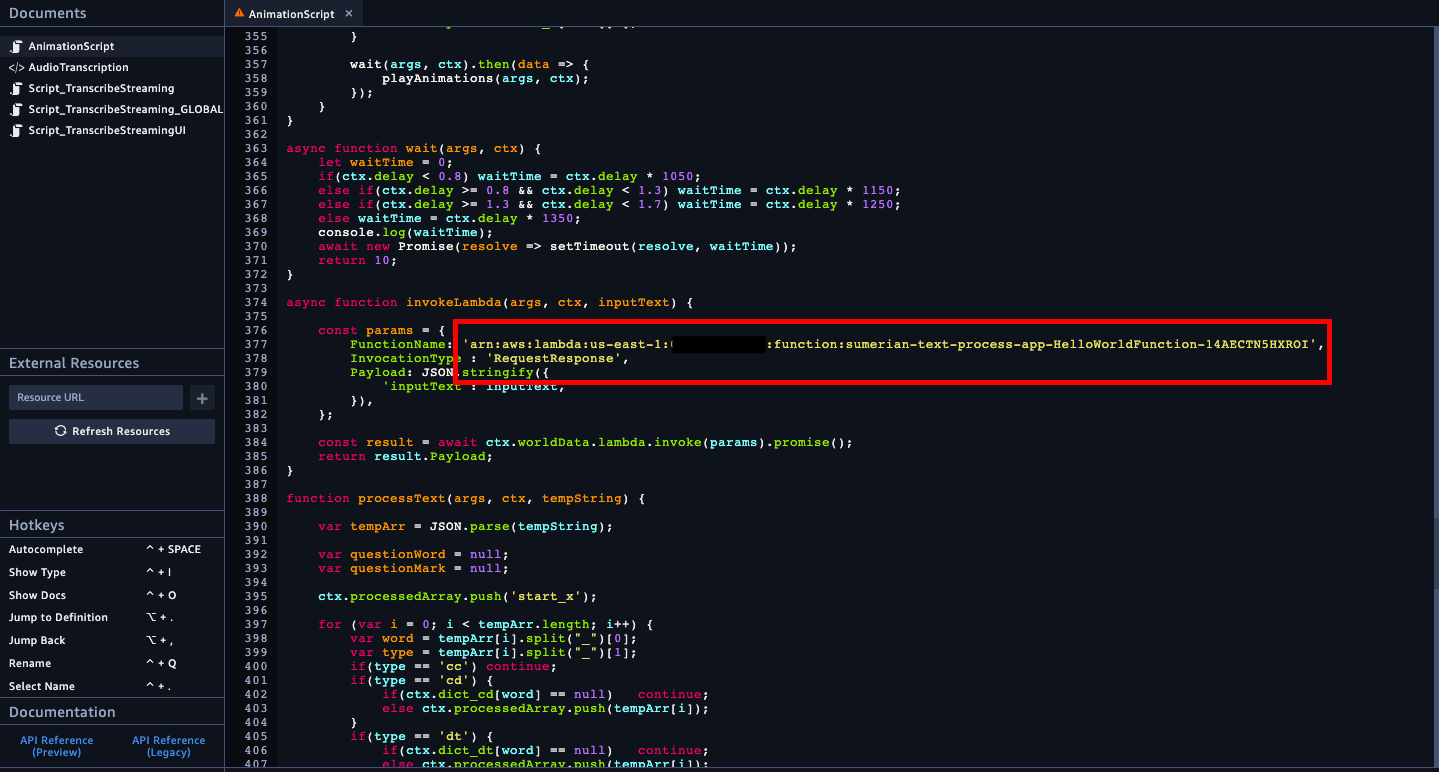 Documents
AnimationScript
</> AudioTranscription
Script_TranscribeStreaming
Script_TranscribeStreaming_GLOBAL
Script_TranscribeStreamingUI
External Resources
Resource URL
+
Refresh Resources
Hotkeys
Autocomplete ^ + SPACE
Show Type ^ + I
Show Docs ^ + O
Jump to Definition ⌥ + .
Jump Back ⌥ + ,
Rename ^ + Q
Select Name ^ + .
Documentation
API Reference (Preview)
API Reference (Legacy)
AnimationScript ×
355 }
356
357 wait(args, ctx).then(data => {
358 playAnimations(args, ctx);
359 });
360 }
361 }
362
363 async function wait(args, ctx) {
364 let waitTime = 0;
365 if(ctx.delay < 0.8) waitTime = ctx.delay * 1050;
366 else if(ctx.delay >= 0.8 && ctx.delay < 1.3) waitTime = ctx.delay * 1150;
367 else if(ctx.delay >= 1.3 && ctx.delay < 1.7) waitTime = ctx.delay * 1250;
368 else waitTime = ctx.delay * 1350;
369 console.log(waitTime);
370 await new Promise(resolve => setTimeout(resolve, waitTime));
371 return 10;
372 }
373
374 async function invokeLambda(args, ctx, inputText) {
375
376 const params = {
377 FunctionName: 'arn:aws:lambda:us-east-1: :function:sumerian-text-process-app-HelloWorldFunction-14AECTN5HXROI',
378 InvocationType : 'RequestResponse',
379 Payload: JSON.stringify({
380 'inputText': inputText,
381 }),
382 };
383
384 const result = await ctx.worldData.lambda.invoke(params).promise();
385 return result.Payload;
386 }
387
388 function processText(args, ctx, tempString) {
389
390 var tempArr = JSON.parse(tempString);
391
392 var questionWord = null;
393 var questionMark = null;
394
395 ctx.processedArray.push('start_x');
396
397 for (var i = 0; i < tempArr.length; i++) {
398 var word = tempArr[i].split("_")[0];
399 var type = tempArr[i].split("_")[1];
400 if(type == 'cc') continue;
401 if(type == 'cd') {
402 if(ctx.dict_cd[word] == null) continue;
403 else ctx.processedArray.push(tempArr[i]);
404 }
405 if(type == 'dt') {
406 if(ctx.dict_dt[word] == null) continue;
407 else ctx.processedArray.push(tempArr[i]);